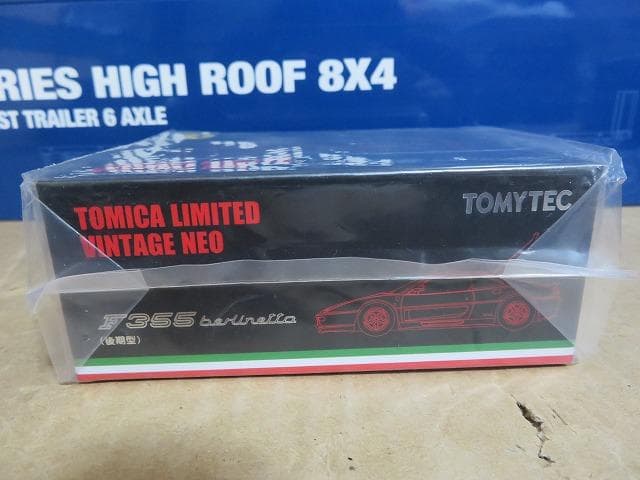 RIES HIGH ROOF 8X4
ST TRAILER 6 AXLE
TOMICA LIMITED
VINTAGE NEO
TOMYTEC
F355 berlinetta
(後期型)